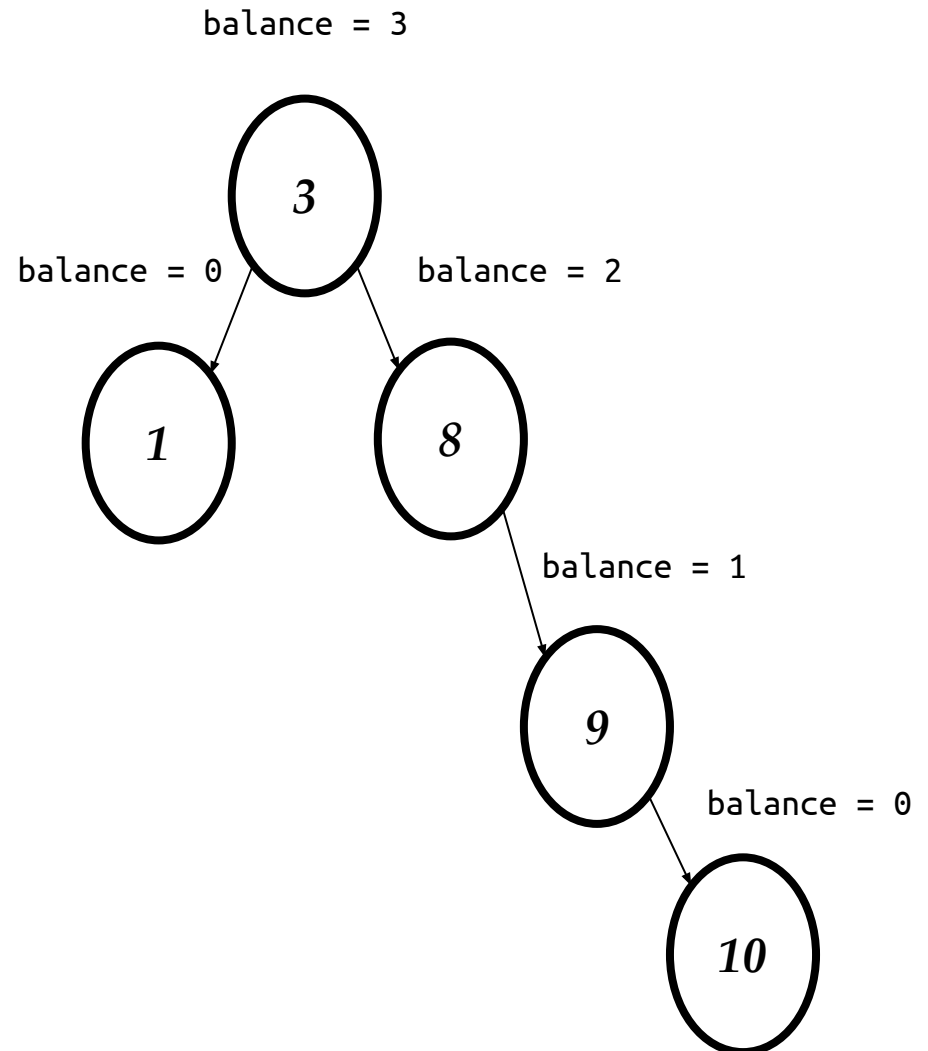 balance = 3
3
balance = 0
balance = 2
1
8
balance = 1
9
balance = 0
10